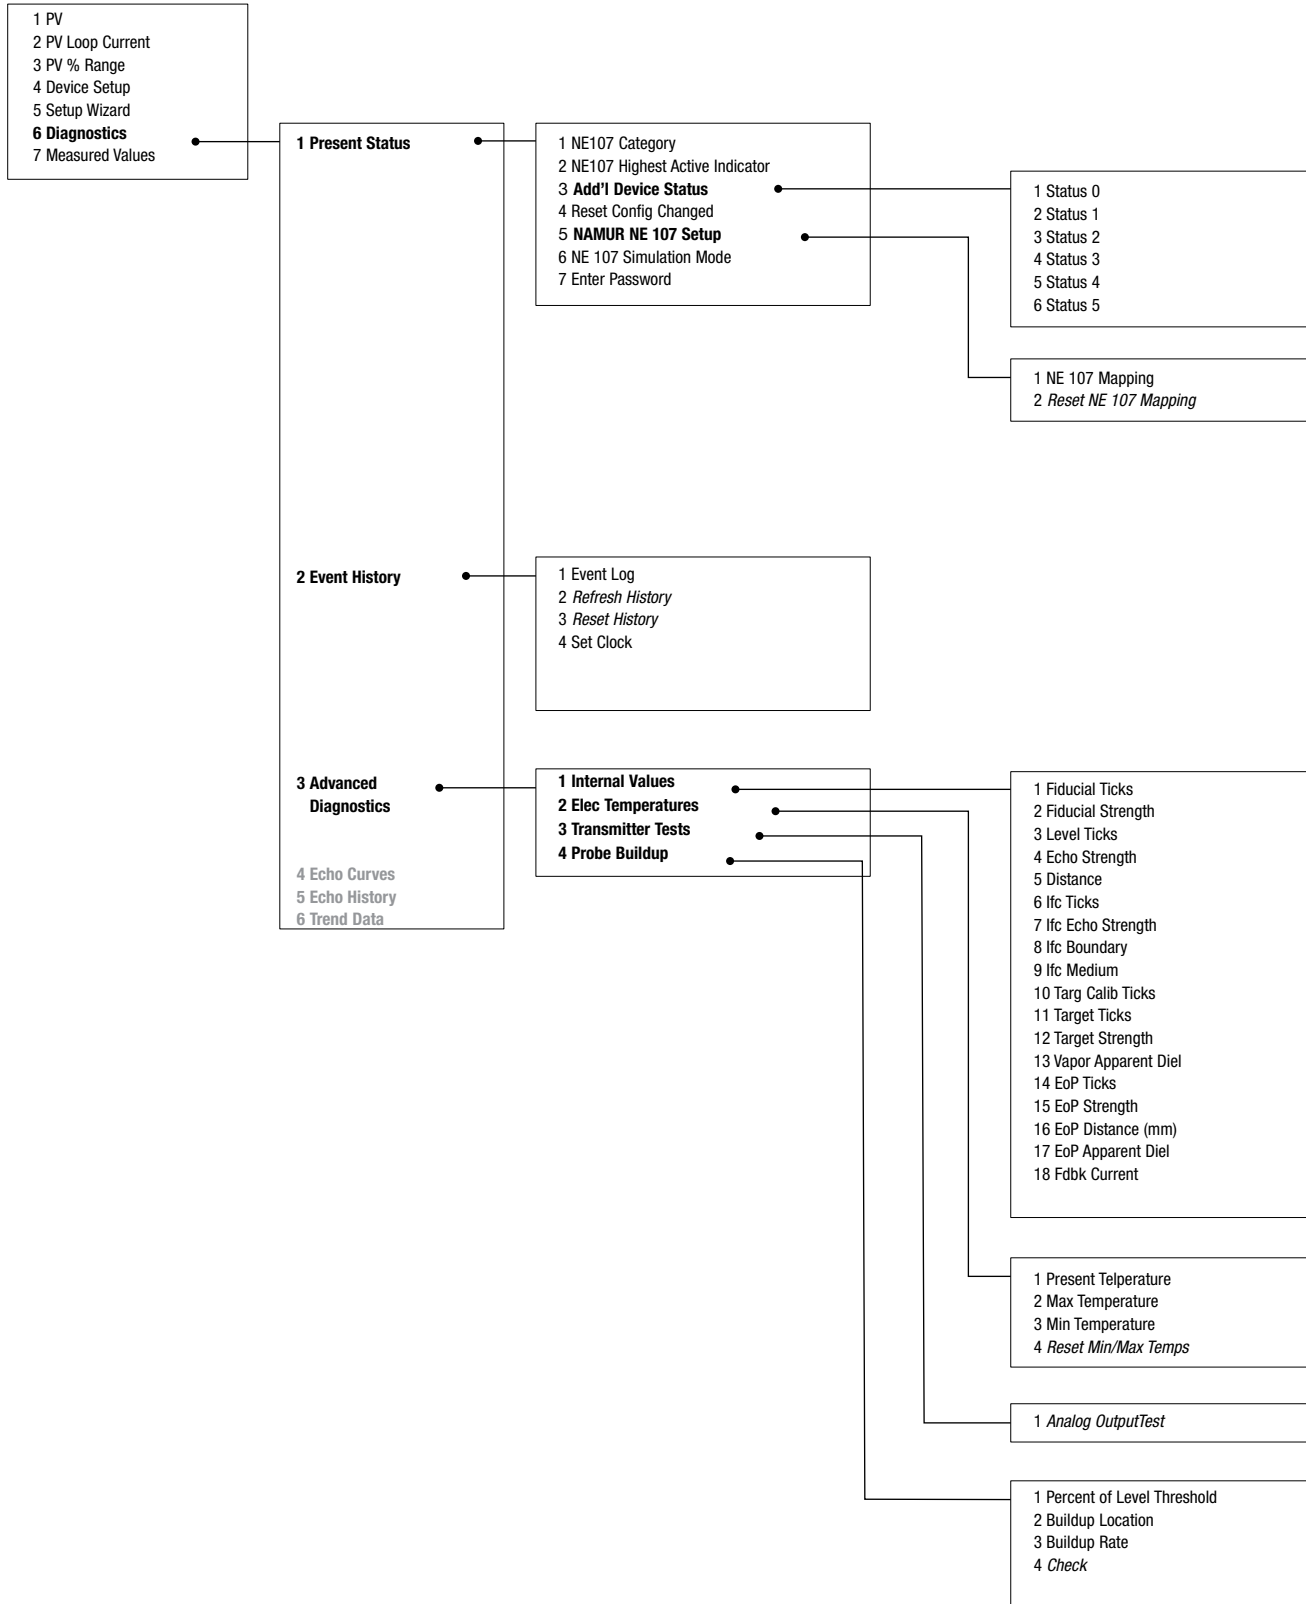 1 PV
2 PV Loop Current
3 PV % Range
4 Device Setup
5 Setup Wizard
6 Diagnostics
7 Measured Values
1 Present Status
2 Event History
3 Advanced
Diagnostics
4 Echo Curves
5 Echo History
6 Trend Data
1 NE107 Category
2 NE107 Highest Active Indicator
3 Add'l Device Status
4 Reset Config Changed
5 NAMUR NE 107 Setup
6 NE 107 Simulation Mode
7 Enter Password
1 Status 0
2 Status 1
3 Status 2
4 Status 3
5 Status 4
6 Status 5
1 NE 107 Mapping
2 Reset NE 107 Mapping
1 Event Log
2 Refresh History
3 Reset History
4 Set Clock
1 Internal Values
2 Elec Temperatures
3 Transmitter Tests
4 Probe Buildup
1 Fiducial Ticks
2 Fiducial Strength
3 Level Ticks
4 Echo Strength
5 Distance
6 Ifc Ticks
7 Ifc Echo Strength
8 Ifc Boundary
9 Ifc Medium
10 Targ Calib Ticks
11 Target Ticks
12 Target Strength
13 Vapor Apparent Diel
14 EoP Ticks
15 EoP Strength
16 EoP Distance (mm)
17 EoP Apparent Diel
18 Fdbk Current
1 Present Telperature
2 Max Temperature
3 Min Temperature
4 Reset Min/Max Temps
1 Analog OutputTest
1 Percent of Level Threshold
2 Buildup Location
3 Buildup Rate
4 Check